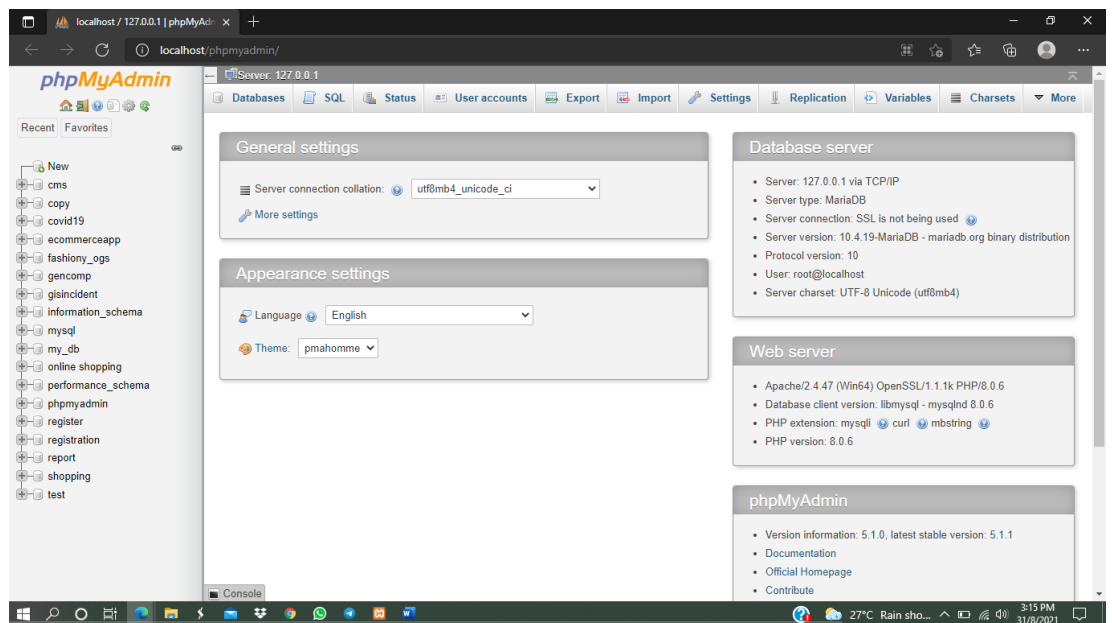 localhost / 127.0.0.1 | phpMyAdm
localhost/phpmyadmin/
phpMyAdmin
Recent Favorites
New
cms
copy
covid19
ecommerceapp
fashiony_ogs
gencomp
gisincident
information_schema
mysql
my_db
online shopping
performance_schema
phpmyadmin
register
registration
report
shopping
test
Server: 127.0.0.1
Databases SQL Status User accounts Export Import Settings Replication Variables Charsets More
General settings
Server connection collation: utf8mb4_unicode_ci
More settings
Appearance settings
Language English
Theme: pmahomme
Database server
Server: 127.0.0.1 via TCP/IP
Server type: MariaDB
Server connection: SSL is not being used
Server version: 10.4.19-MariaDB - mariadb.org binary distribution
Protocol version: 10
User: root@localhost
Server charset: UTF-8 Unicode (utf8mb4)
Web server
Apache/2.4.47 (Win64) OpenSSL/1.1.1k PHP/8.0.6
Database client version: libmysql - mysqlnd 8.0.6
PHP extension: mysqli curl mbstring
PHP version: 8.0.6
phpMyAdmin
Version information: 5.1.0, latest stable version: 5.1.1
Documentation
Official Homepage
Contribute
Console
27°C Rain sho...
3:15 PM
31/8/2021